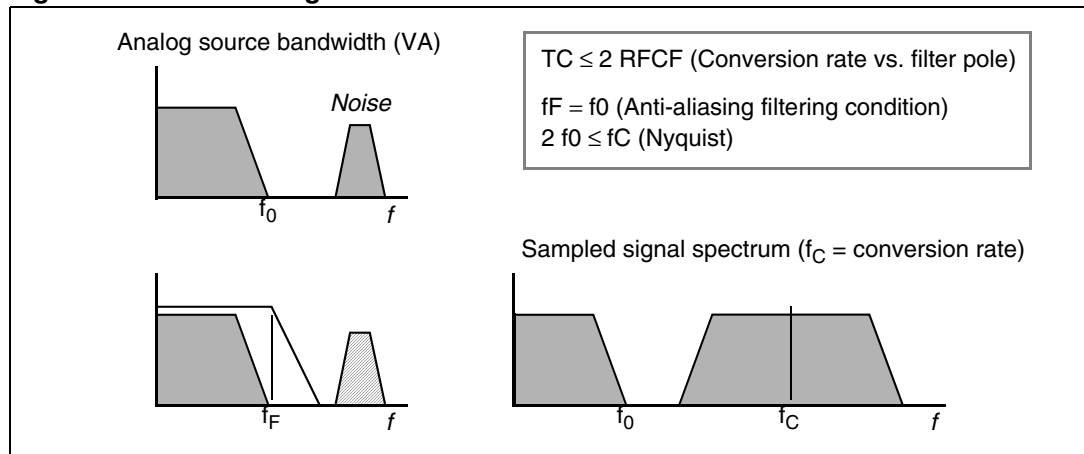 Analog source bandwidth (VA)
TC ≤ 2 RFCF (Conversion rate vs. filter pole)
fF = f0 (Anti-aliasing filtering condition)
2 f0 ≤ fC (Nyquist)
Noise
f0
f
Sampled signal spectrum (fC = conversion rate)
fF
f
f0
fC
f